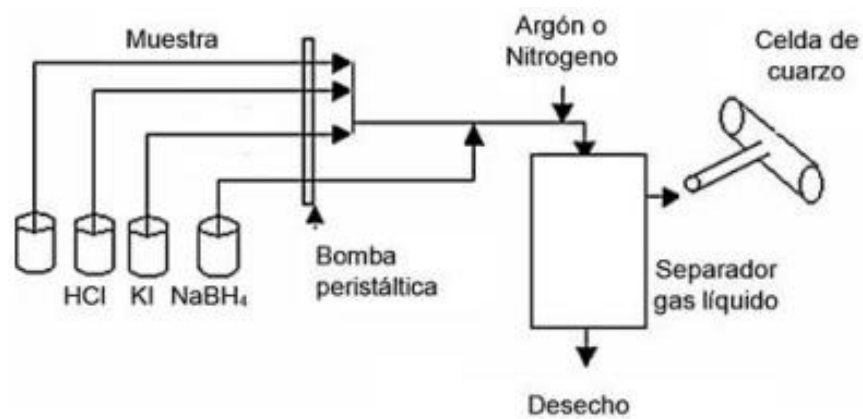 Muestra
Argón o
Nitrogeno
Celda de
cuarzo
HCl KI NaBH₄
Bomba
peristáltica
Separador
gas líquido
Desecho